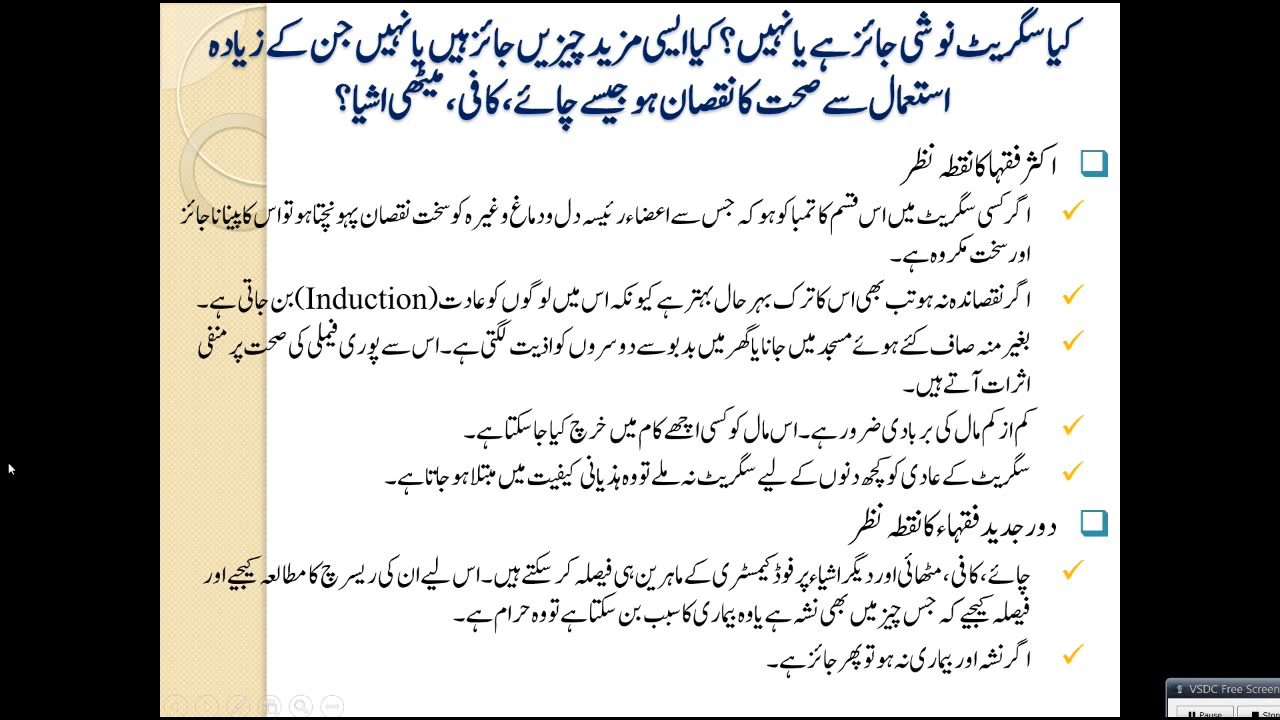 کیا سگریٹ نوشی جائز ہے یا نہیں؟ کیا ایسی مزید چیزیں جائز ہیں یا نہیں جن کے زیادہ
استعمال سے صحت کا نقصان ہو جیسے چائے، کافی، میٹھی اشیا؟
اکثر فقہا کا نقطہ نظر
اگر کسی سگریٹ میں اس قسم کا تمباکو ہو کہ جس سے اعضاء رئیسہ دل و دماغ وغیرہ کو سخت نقصان پہونچتا ہو تو اس کا پینا ناجائز
اور سخت مکروہ ہے۔
اگر نقصاندہ نہ ہو تب بھی اس کا ترک بہر حال بہتر ہے کیونکہ اس میں لوگوں کو عادت (Induction) بن جاتی ہے۔
بغیر منہ صاف کئے ہوئے مسجد میں جانا یا گھر میں بدبو سے دوسروں کو اذیت لگتی ہے۔ اس سے پوری فیملی کی صحت پر منفی
اثرات آتے ہیں۔
کم از کم مال کی بربادی ضرور ہے۔ اس مال کو کسی اچھے کام میں خرچ کیا جا سکتا ہے۔
سگریٹ کے عادی کو کچھ دنوں کے لیے سگریٹ نہ ملے تو وہ ہذیانی کیفیت میں مبتلا ہو جاتا ہے۔
دور جدید فقہاء کا نقطہ نظر
چائے، کافی، مٹھائی اور دیگر اشیاء پر فوڈ کیمسٹری کے ماہرین ہی فیصلہ کر سکتے ہیں۔ اس لیے ان کی ریسرچ کا مطالعہ کیجیے اور
فیصلہ کیجیے کہ جس چیز میں بھی نشہ ہے یا وہ بیماری کا سبب بن سکتا ہے تو وہ حرام ہے۔
اگر نشہ اور بیماری نہ ہو تو پھر جائز ہے۔
VSDC Free Screen
Pause